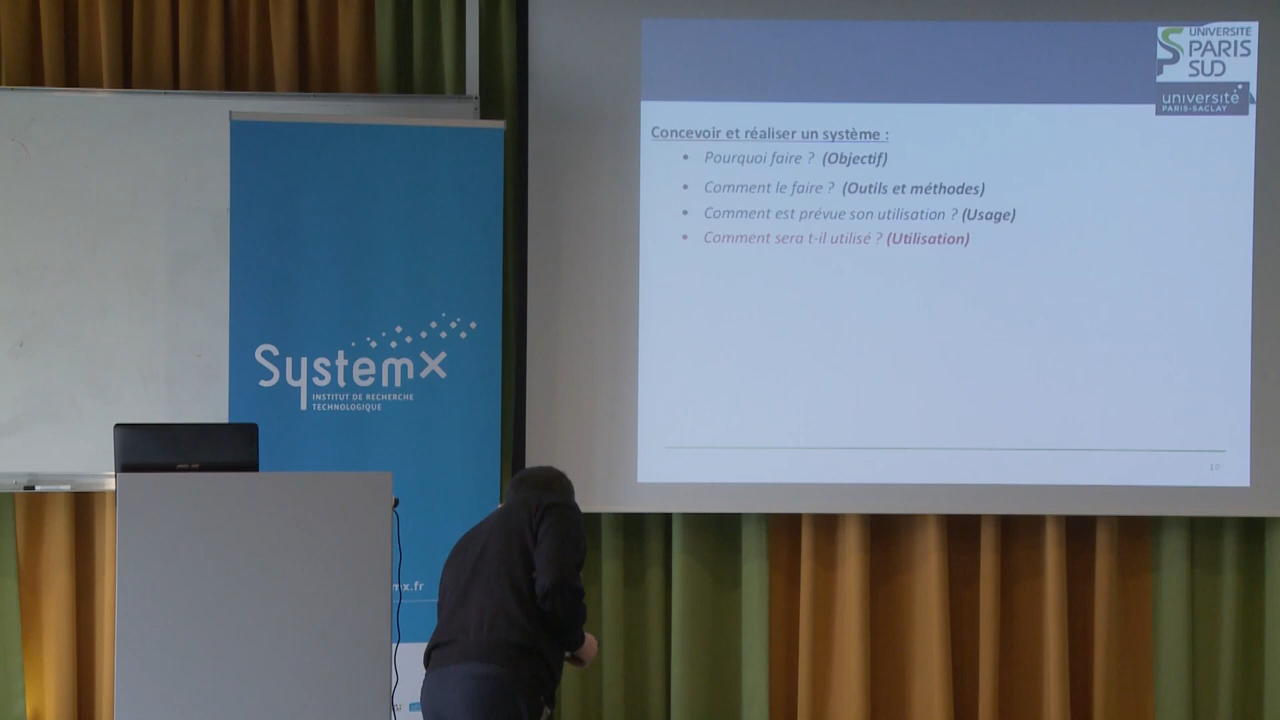 UNIVERSITÉ
PARIS
SUD
université
PARIS-SACLAY
Concevoir et réaliser un système :
• Pourquoi faire ? (Objectif)
• Comment le faire ? (Outils et méthodes)
• Comment est prévue son utilisation ? (Usage)
• Comment sera t-il utilisé ? (Utilisation)
10
Systemx
INSTITUT DE RECHERCHE
TECHNOLOGIQUE
mx.fr